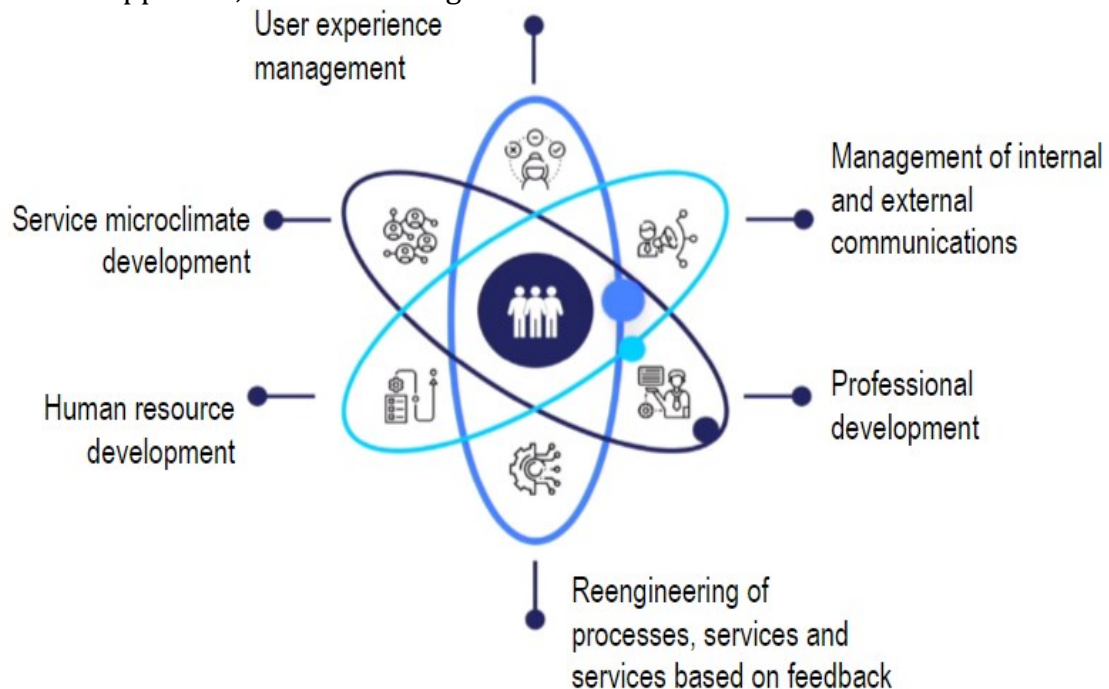 User experience
management
Management of internal
and external
communications
Service microclimate
development
Professional
development
Human resource
development
Reengineering of
processes, services and
services based on feedback